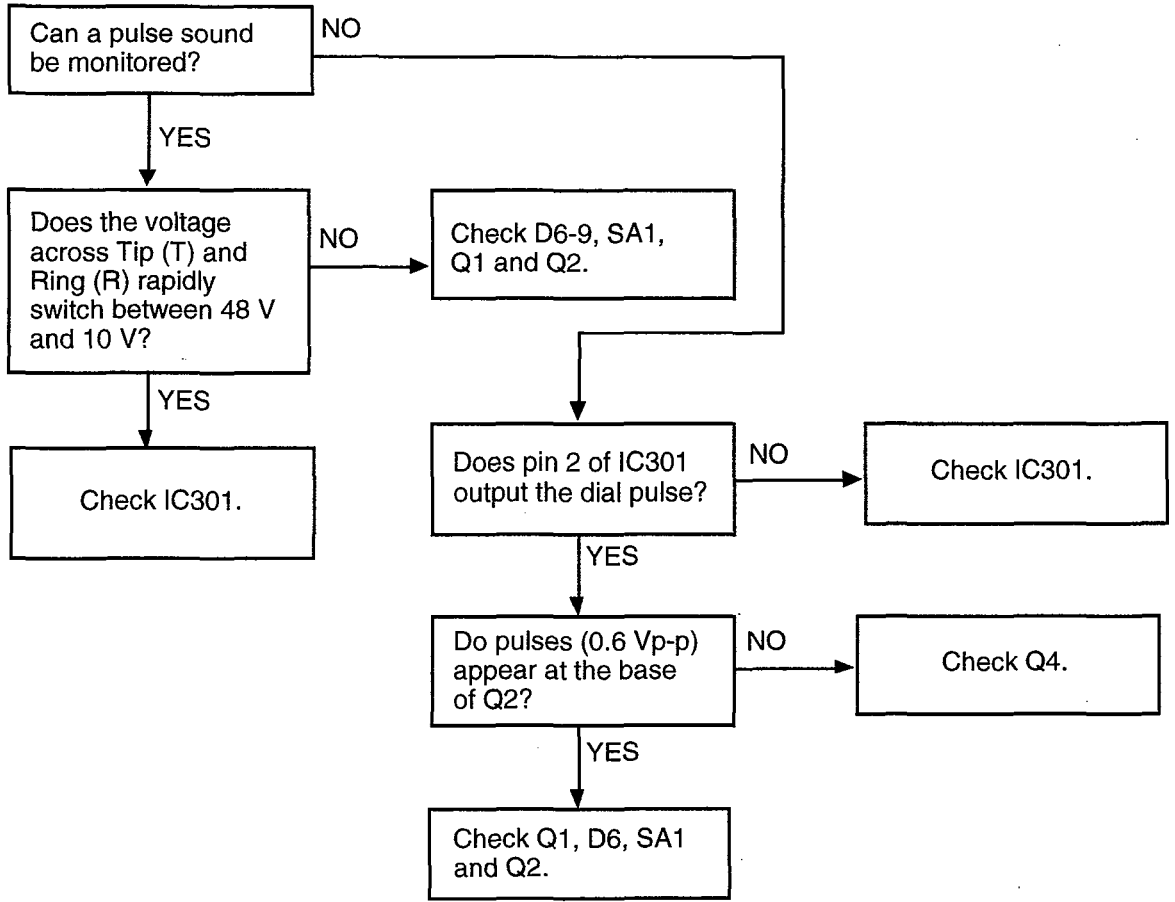 Can a pulse sound
be monitored?
NO
YES
Does the voltage
across Tip (T) and
Ring (R) rapidly
switch between 48 V
and 10 V?
NO
Check D6-9, SA1,
Q1 and Q2.
YES
Check IC301.
Does pin 2 of IC301
output the dial pulse?
NO
Check IC301.
YES
Do pulses (0.6 Vp-p)
appear at the base
of Q2?
NO
Check Q4.
YES
Check Q1, D6, SA1
and Q2.